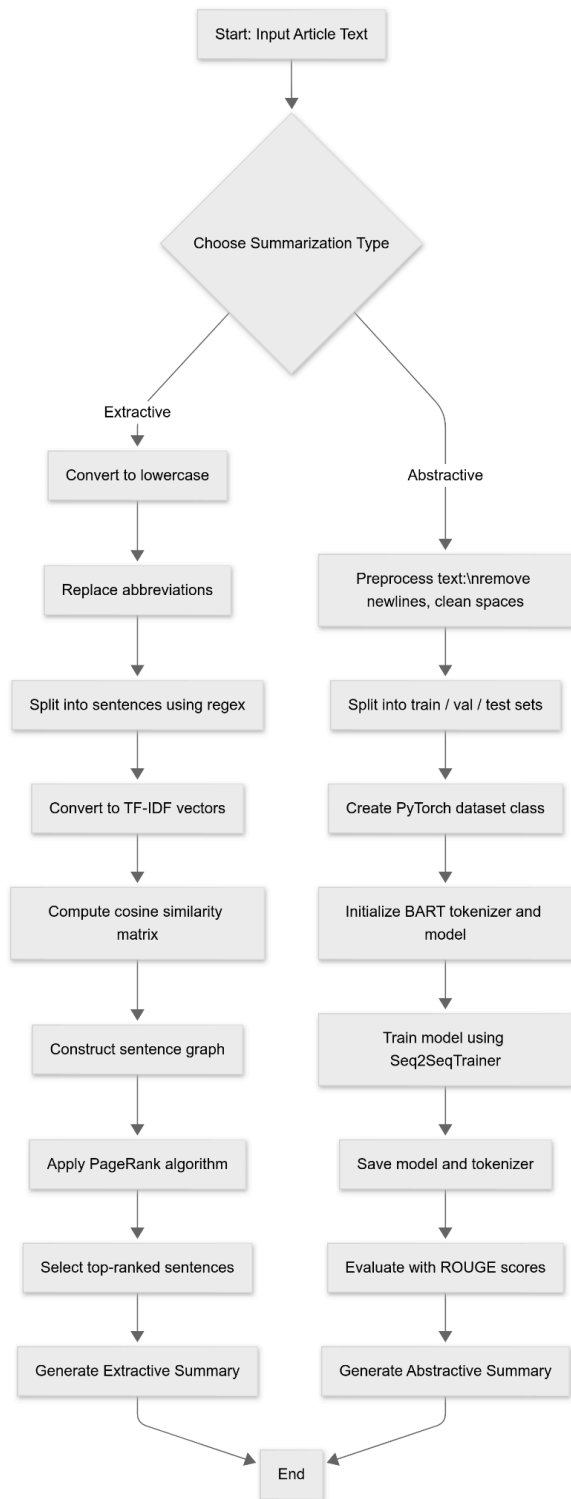 Start: Input Article Text
Choose Summarization Type
Extractive
Abstractive
Convert to lowercase
Replace abbreviations
Split into sentences using regex
Convert to TF-IDF vectors
Compute cosine similarity
matrix
Construct sentence graph
Apply PageRank algorithm
Select top-ranked sentences
Generate Extractive Summary
Preprocess text:\nremove
newlines, clean spaces
Split into train / val / test sets
Create PyTorch dataset class
Initialize BART tokenizer and
model
Train model using
Seq2SeqTrainer
Save model and tokenizer
Evaluate with ROUGE scores
Generate Abstractive Summary
End